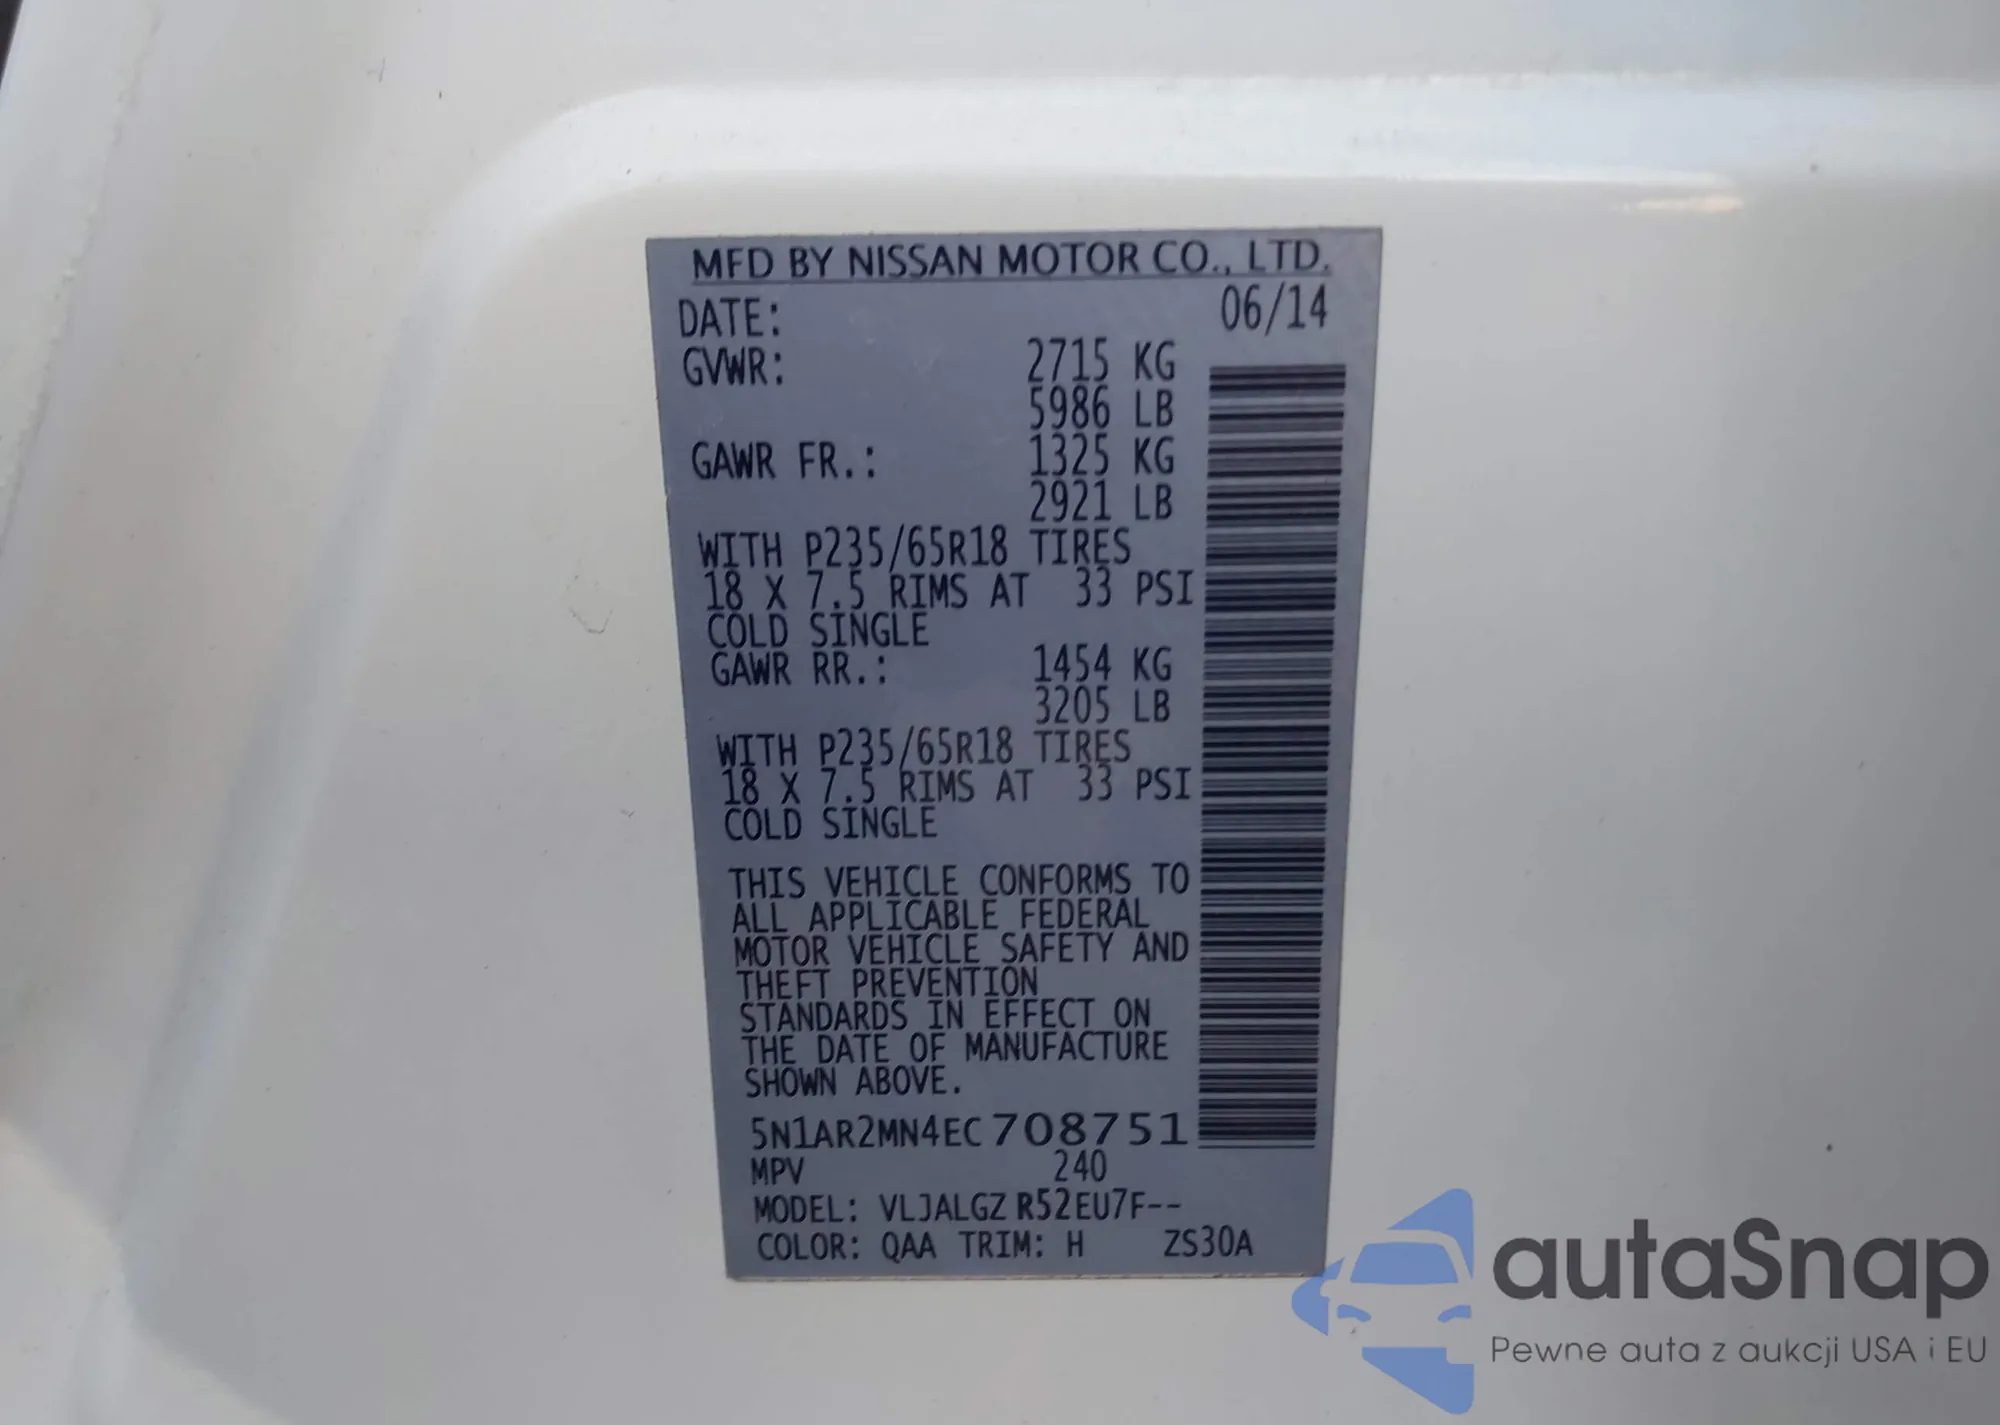 MFD BY NISSAN MOTOR CO., LTD.
DATE: 06/14
GVWR: 2715 KG
5986 LB
GAWR FR.: 1325 KG
2921 LB
WITH P235/65R18 TIRES
18 X 7.5 RIMS AT 33 PSI
COLD SINGLE
GAWR RR.: 1454 KG
3205 LB
WITH P235/65R18 TIRES
18 X 7.5 RIMS AT 33 PSI
COLD SINGLE
THIS VEHICLE CONFORMS TO
ALL APPLICABLE FEDERAL
MOTOR VEHICLE SAFETY AND
THEFT PREVENTION
STANDARDS IN EFFECT ON
THE DATE OF MANUFACTURE
SHOWN ABOVE.
5N1AR2MN4EC708751
MPV 240
MODEL: VLJALGZ R52EU7F--
COLOR: QAA TRIM: H ZS30A
autaSnap
Pewne auta z aukcji USA i EU